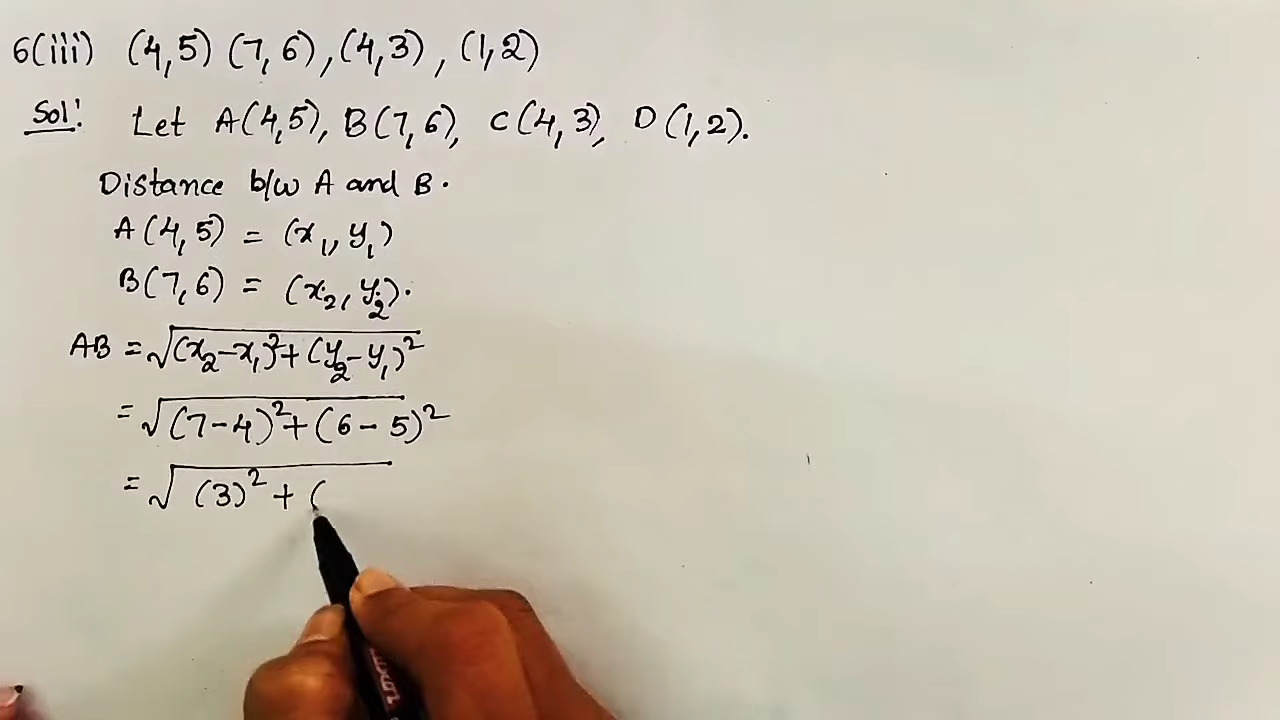 6(iii) (4,5) (7,6), (4,3), (1,2)
Sol: Let A(4,5), B(7,6), C(4,3), D(1,2).
Distance b/w A and B.
A(4,5) = (x₁, y₁)
B(7,6) = (x₂, y₂).
AB = √(x₂-x₁)²+(y₂-y₁)²
= √(7-4)²+(6-5)²
= √(3)²+(